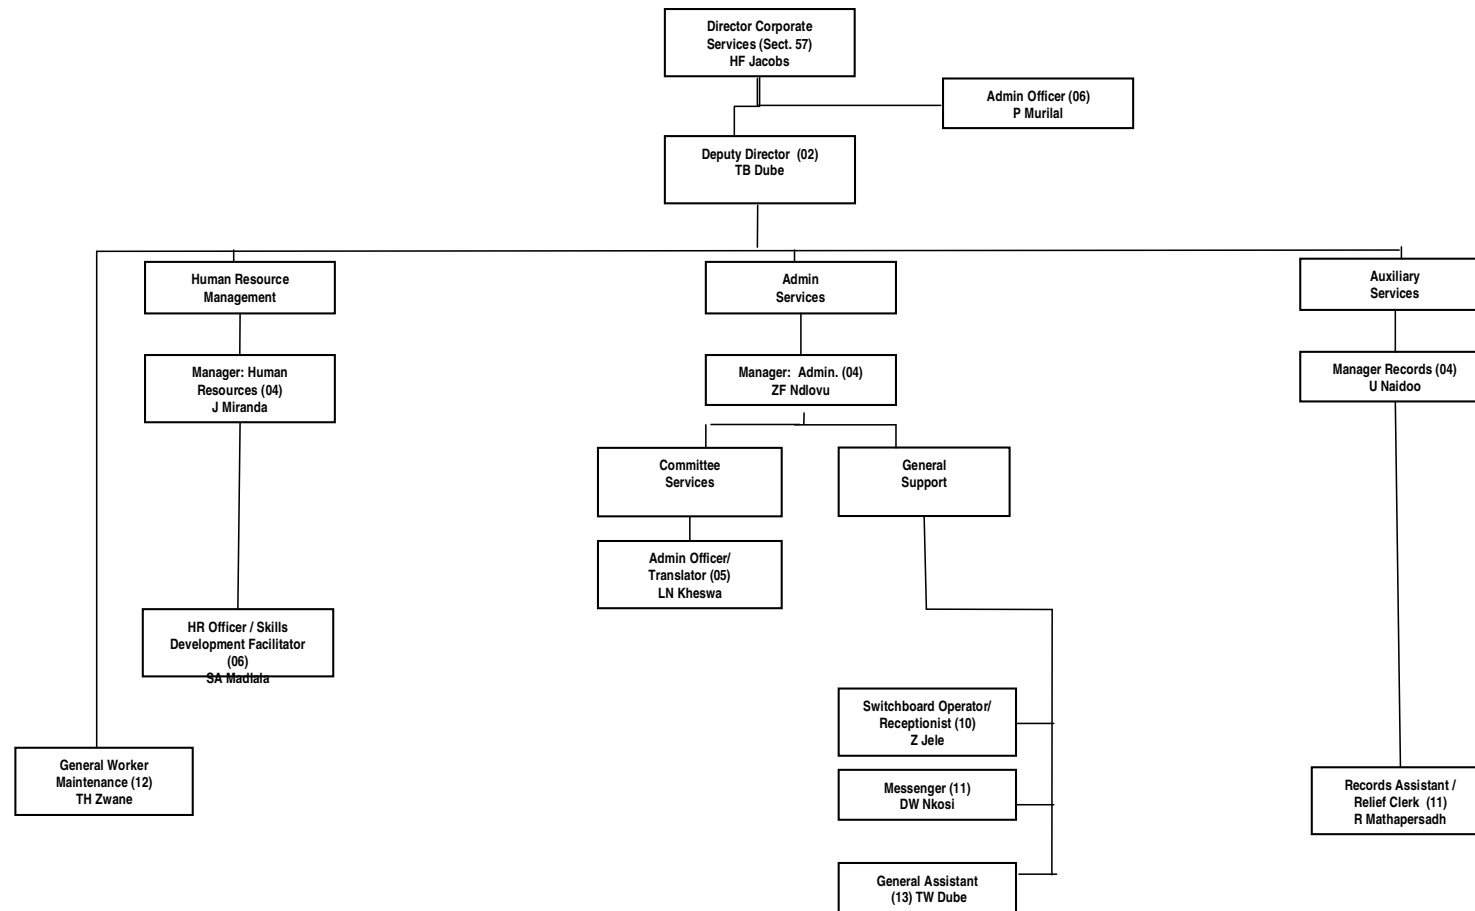 Director Corporate
Services (Sect. 57)
HF Jacobs
Admin Officer (06)
P Murilal
Deputy Director (02)
TB Dube
Human Resource
Management
Admin
Services
Auxiliary
Services
Manager: Human
Resources (04)
J Miranda
Manager: Admin. (04)
ZF Ndlovu
Manager Records (04)
U Naidoo
Committee
Services
General
Support
Admin Officer/
Translator (05)
LN Kheswa
HR Officer / Skills
Development Facilitator
(06)
SA Madlala
Switchboard Operator/
Receptionist (10)
Z Jele
General Worker
Maintenance (12)
TH Zwane
Messenger (11)
DW Nkosi
Records Assistant /
Relief Clerk (11)
R Mathapersadh
General Assistant
(13) TW Dube